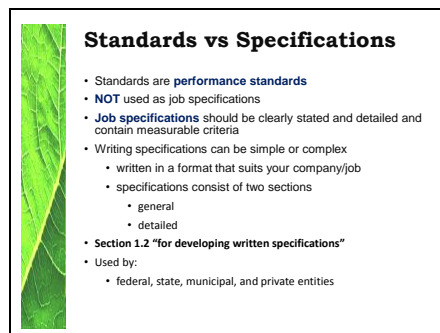 Standards vs Specifications
• Standards are performance standards
• NOT used as job specifications
• Job specifications should be clearly stated and detailed and
contain measurable criteria
• Writing specifications can be simple or complex
• written in a format that suits your company/job
• specifications consist of two sections
• general
• detailed
• Section 1.2 “for developing written specifications”
• Used by:
• federal, state, municipal, and private entities